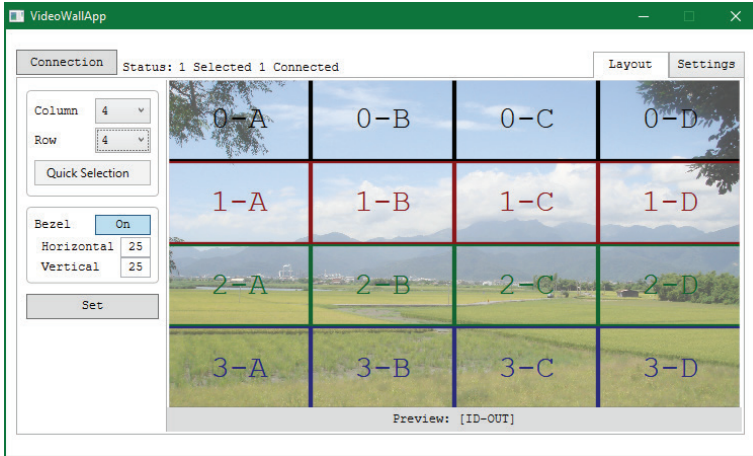 VideoWallApp
Connection Status: 1 Selected 1 Connected Layout Settings
Column 4
Row 4
Quick Selection
Bezel On
Horizontal 25
Vertical 25
Set
0-A 0-B 0-C 0-D
1-A 1-B 1-C 1-D
2-A 2-B 2-C 2-D
3-A 3-B 3-C 3-D
Preview: [ID-OUT]